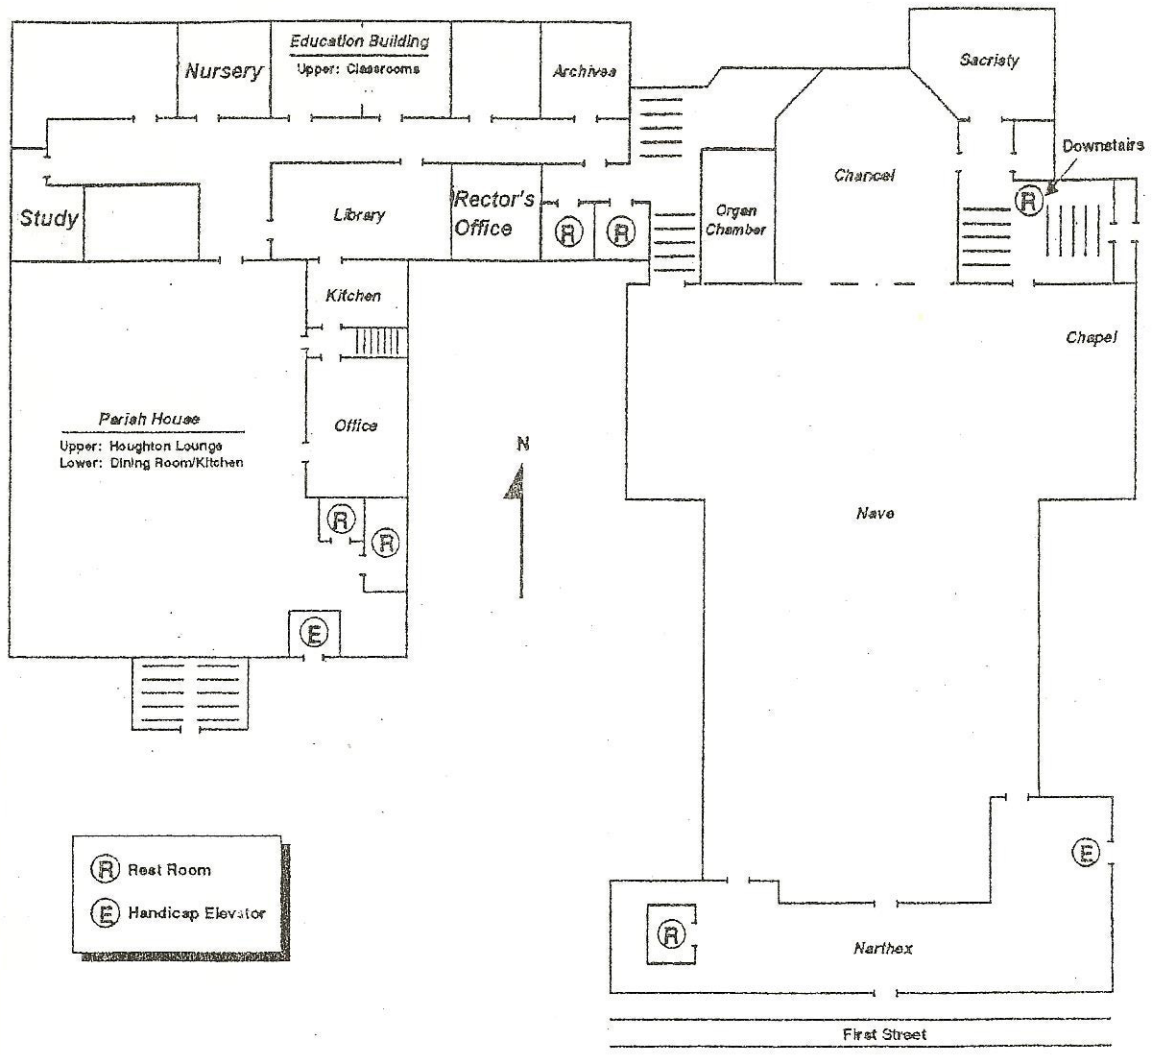 Education Building
Upper: Classrooms
Nursery
Archives
Sacristy
Downstairs
R
Chancel
Study
Library
Rector's
Office
R
R
Organ
Chamber
Kitchen
Chapel
Parish House
Upper: Houghton Lounge
Lower: Dining Room/Kitchen
Office
N
Nave
R
R
E
E
R Rest Room
E Handicap Elevator
R
Narthex
First Street